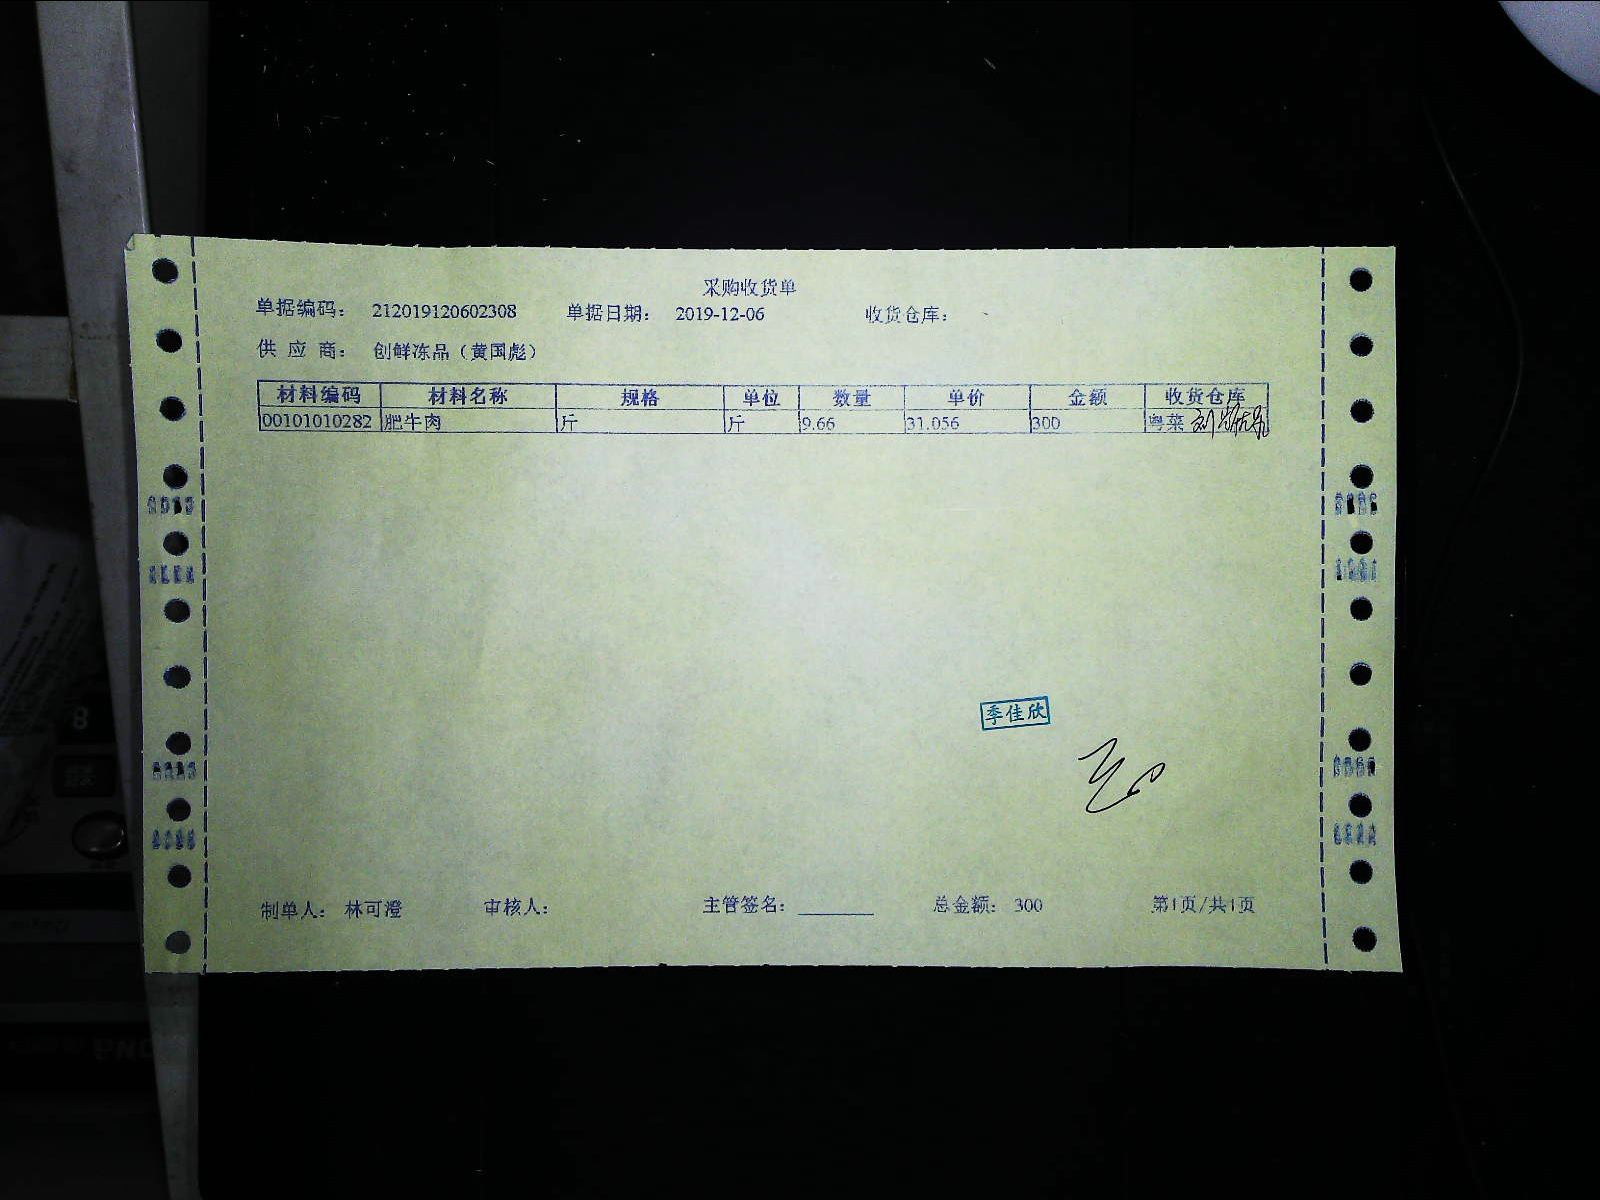 采购收货单
单据编码： 212019120602308 单据日期： 2019-12-06 收货仓库：
供 应 商： 创鲜冻品（黄国彪）
材料编码 材料名称 规格 单位 数量 单价 金额 收货仓库
00101010282 肥牛肉 斤 斤 9.66 31.056 300 粤菜
季佳欣
制单人： 林可澄 审核人： 主管签名： ________ 总金额： 300 第1页/共1页